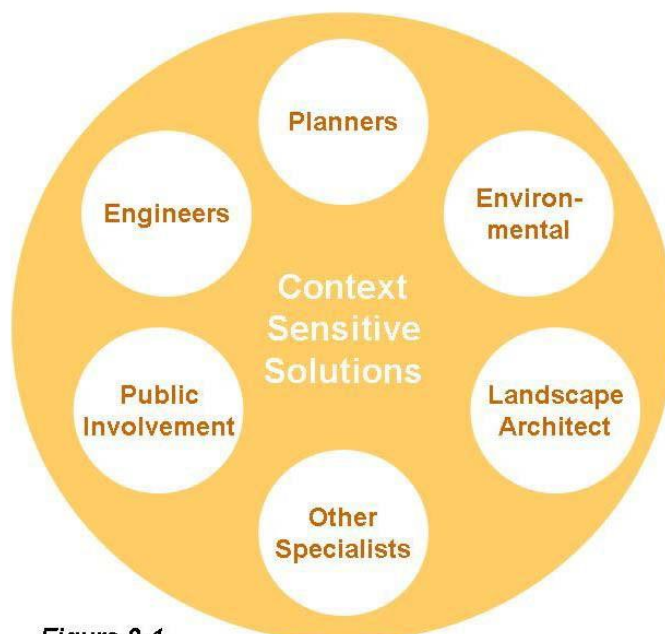 Planners
Engineers
Environ-
mental
Context
Sensitive
Solutions
Public
Involvement
Landscape
Architect
Other
Specialists
Figure